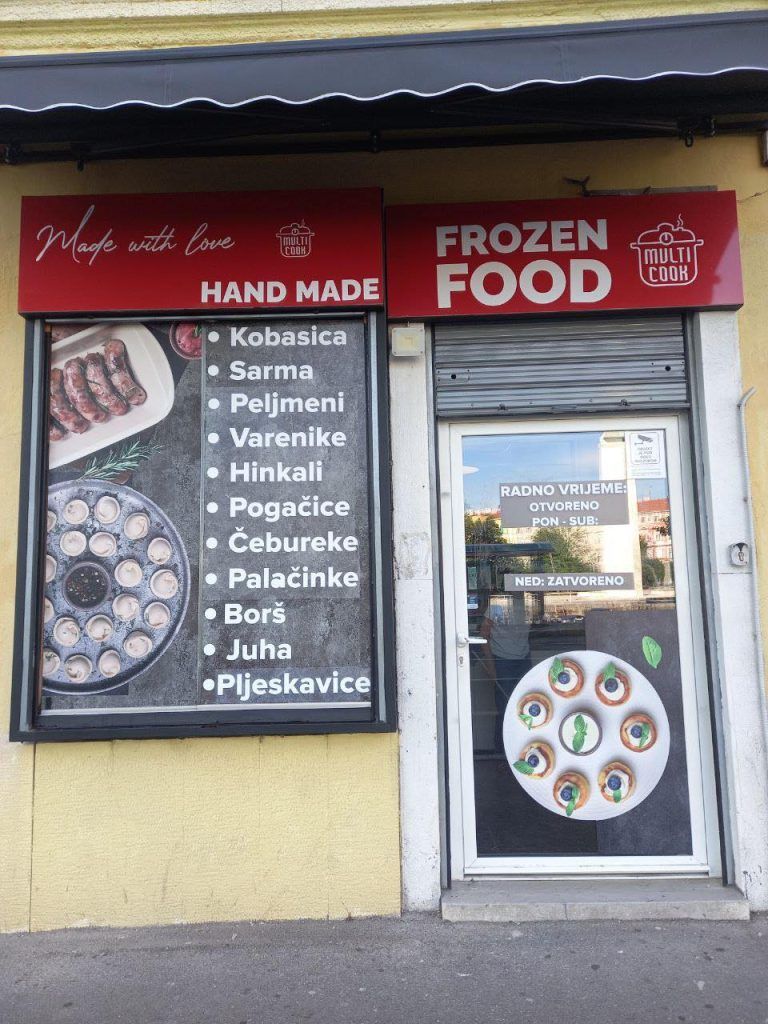 Made with love
MULTI
COOK
HAND MADE
FROZEN
FOOD
MULTI
COOK
• Kobasica
• Sarma
• Peljmeni
• Varenike
• Hinkali
• Pogačice
• Čebureke
• Palačinke
• Borš
• Juha
•Pljeskavice
RADNO VRIJEME:
OTVORENO
PON - SUB:
NED: ZATVORENO